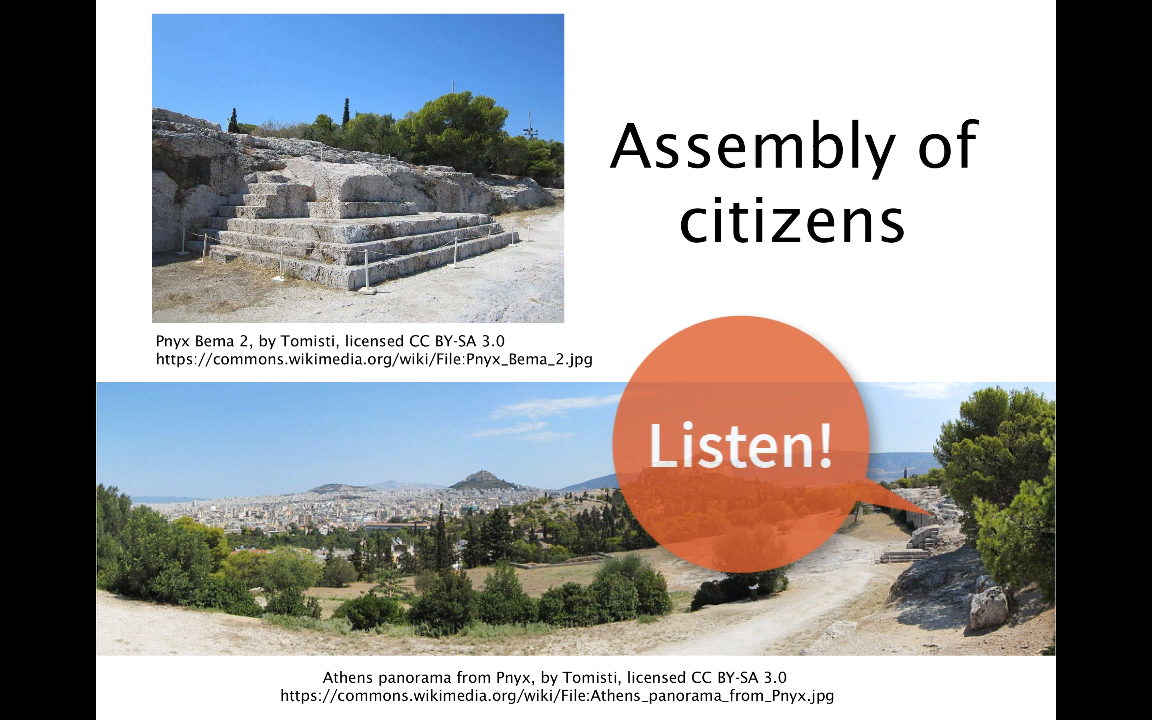 Assembly of
citizens
Pnyx Bema 2, by Tomisti, licensed CC BY-SA 3.0
https://commons.wikimedia.org/wiki/File:Pnyx_Bema_2.jpg
Listen!
Athens panorama from Pnyx, by Tomisti, licensed CC BY-SA 3.0
https://commons.wikimedia.org/wiki/File:Athens_panorama_from_Pnyx.jpg